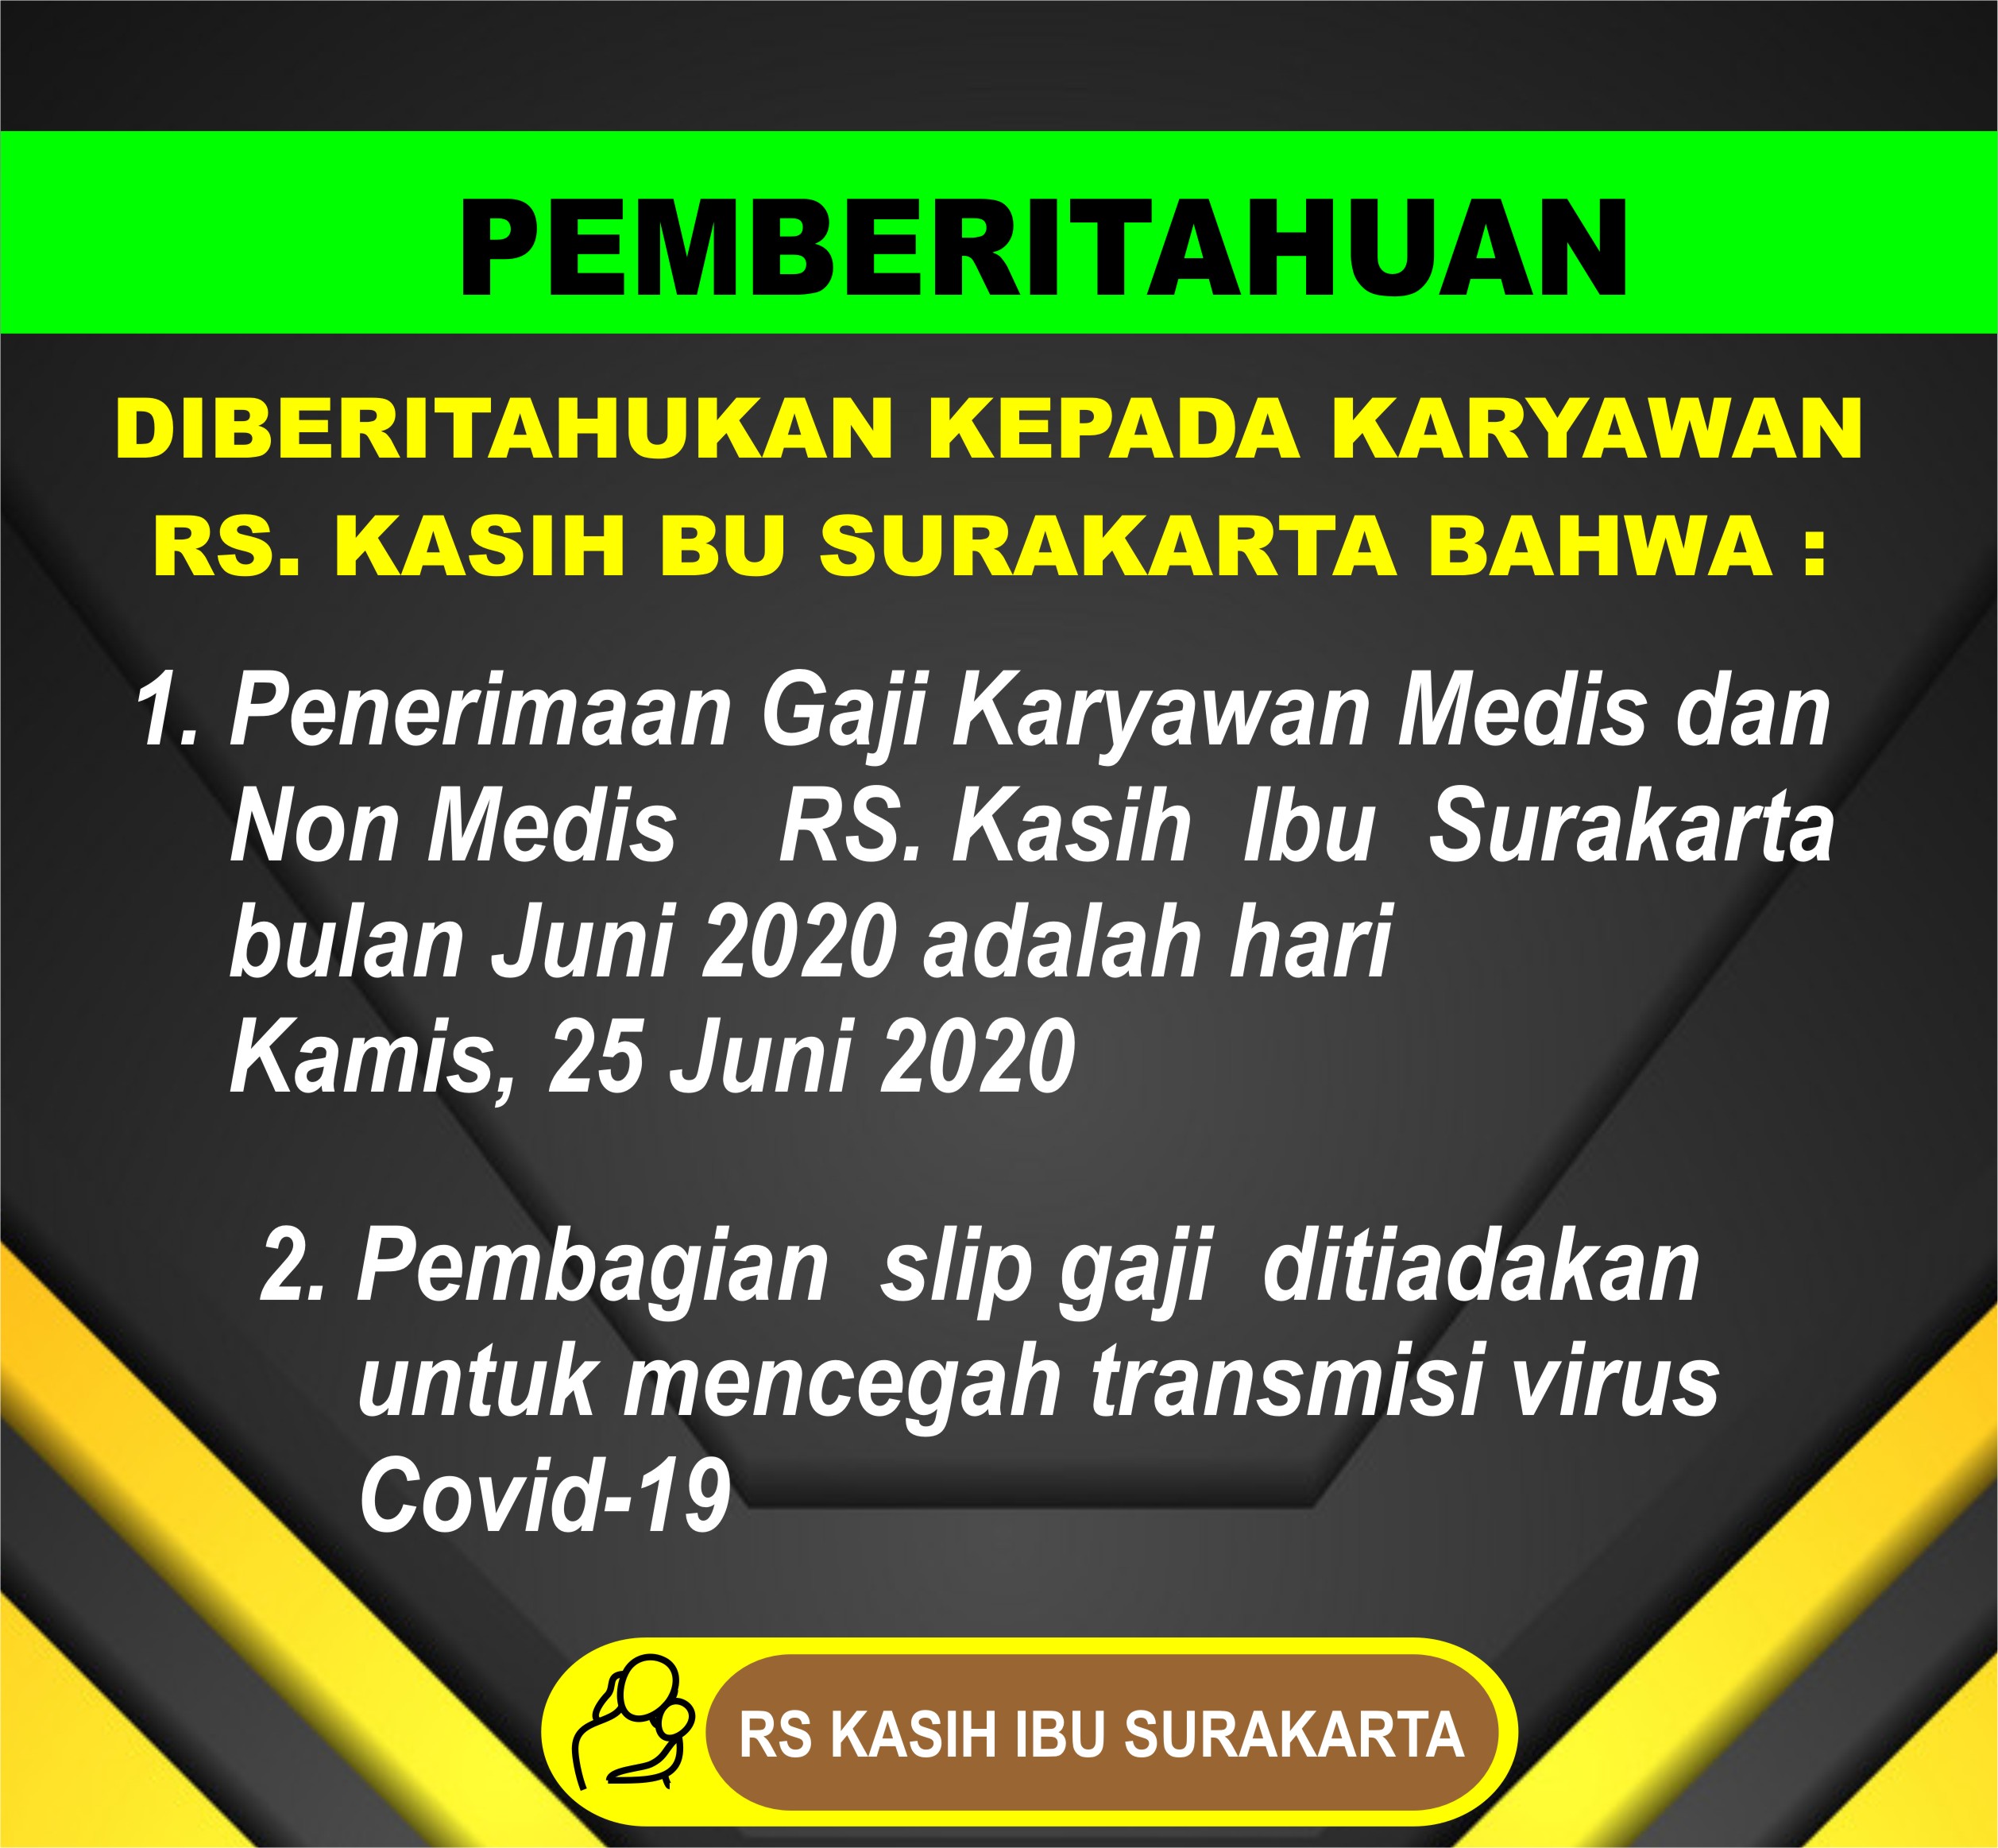 PEMBERITAHUAN
DIBERITAHUKAN KEPADA KARYAWAN
RS. KASIH BU SURAKARTA BAHWA :
1. Penerimaan Gaji Karyawan Medis dan
Non Medis RS. Kasih Ibu Surakarta
bulan Juni 2020 adalah hari
Kamis, 25 Juni 2020
2. Pembagian slip gaji ditiadakan
untuk mencegah transmisi virus
Covid-19
RS KASIH IBU SURAKARTA